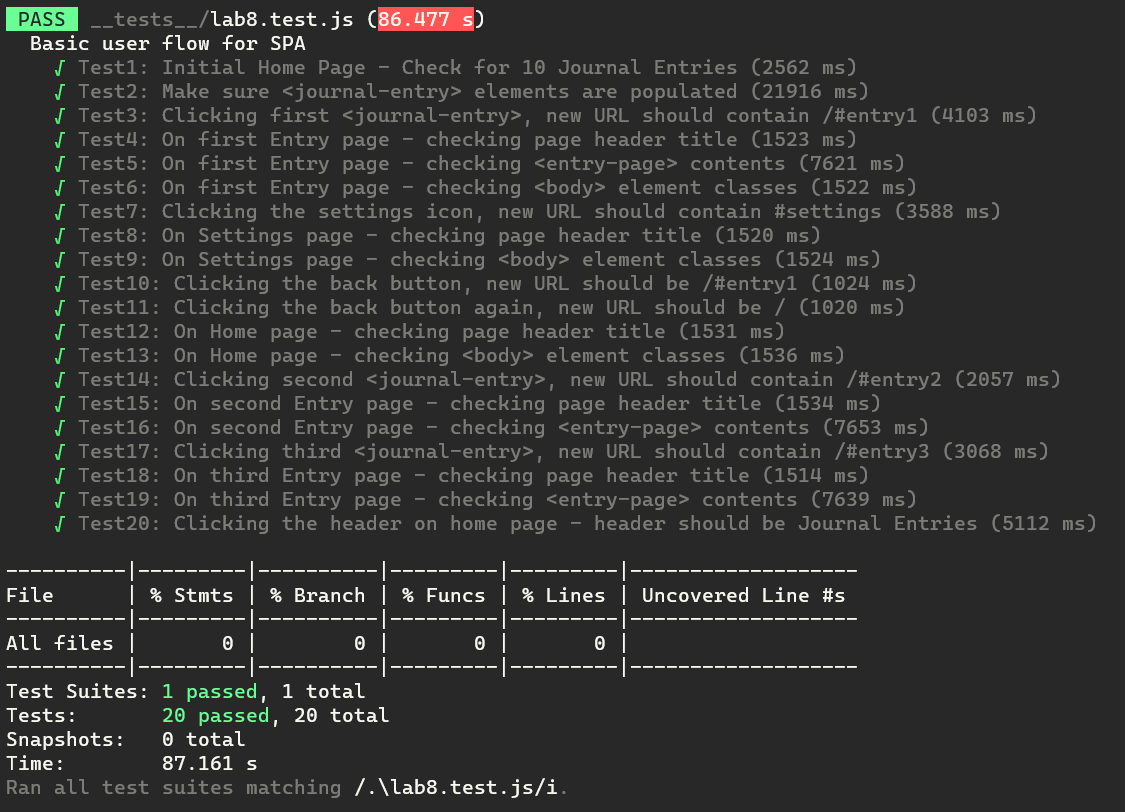 PASS __tests__/lab8.test.js (86.477 s)
Basic user flow for SPA
√ Test1: Initial Home Page - Check for 10 Journal Entries (2562 ms)
√ Test2: Make sure <journal-entry> elements are populated (21916 ms)
√ Test3: Clicking first <journal-entry>, new URL should contain /#entry1 (4103 ms)
√ Test4: On first Entry page - checking page header title (1523 ms)
√ Test5: On first Entry page - checking <entry-page> contents (7621 ms)
√ Test6: On first Entry page - checking <body> element classes (1522 ms)
√ Test7: Clicking the settings icon, new URL should contain #settings (3588 ms)
√ Test8: On Settings page - checking page header title (1520 ms)
√ Test9: On Settings page - checking <body> element classes (1524 ms)
√ Test10: Clicking the back button, new URL should be /#entry1 (1024 ms)
√ Test11: Clicking the back button again, new URL should be / (1020 ms)
√ Test12: On Home page - checking page header title (1531 ms)
√ Test13: On Home page - checking <body> element classes (1536 ms)
√ Test14: Clicking second <journal-entry>, new URL should contain /#entry2 (2057 ms)
√ Test15: On second Entry page - checking page header title (1534 ms)
√ Test16: On second Entry page - checking <entry-page> contents (7653 ms)
√ Test17: Clicking third <journal-entry>, new URL should contain /#entry3 (3068 ms)
√ Test18: On third Entry page - checking page header title (1514 ms)
√ Test19: On third Entry page - checking <entry-page> contents (7639 ms)
√ Test20: Clicking the header on home page - header should be Journal Entries (5112 ms)
----------|---------|----------|---------|---------|-------------------
File      | % Stmts | % Branch | % Funcs | % Lines | Uncovered Line #s
----------|---------|----------|---------|---------|-------------------
All files |       0 |        0 |       0 |       0 |
----------|---------|----------|---------|---------|-------------------
Test Suites: 1 passed, 1 total
Tests:       20 passed, 20 total
Snapshots:   0 total
Time:        87.161 s
Ran all test suites matching /.\lab8.test.js/i.